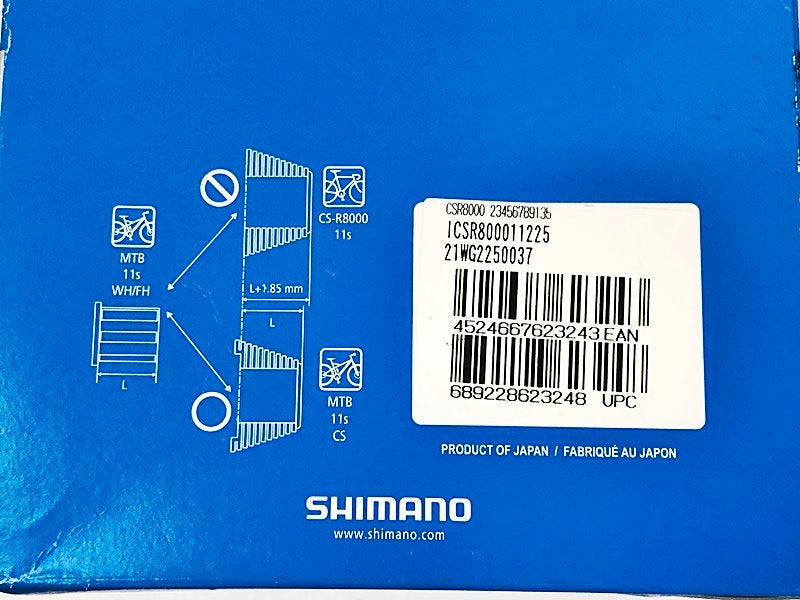 CS-R8000
11s
MTB
11s
WH/FH
L+1.85 mm
L
L
MTB
11s
CS
CSR8000 23456789135
ICSR800011225
21WG2250037
4524667623243 EAN
689228623248 UPC
PRODUCT OF JAPAN / FABRIQUÉ AU JAPON
SHIMANO
www.shimano.com